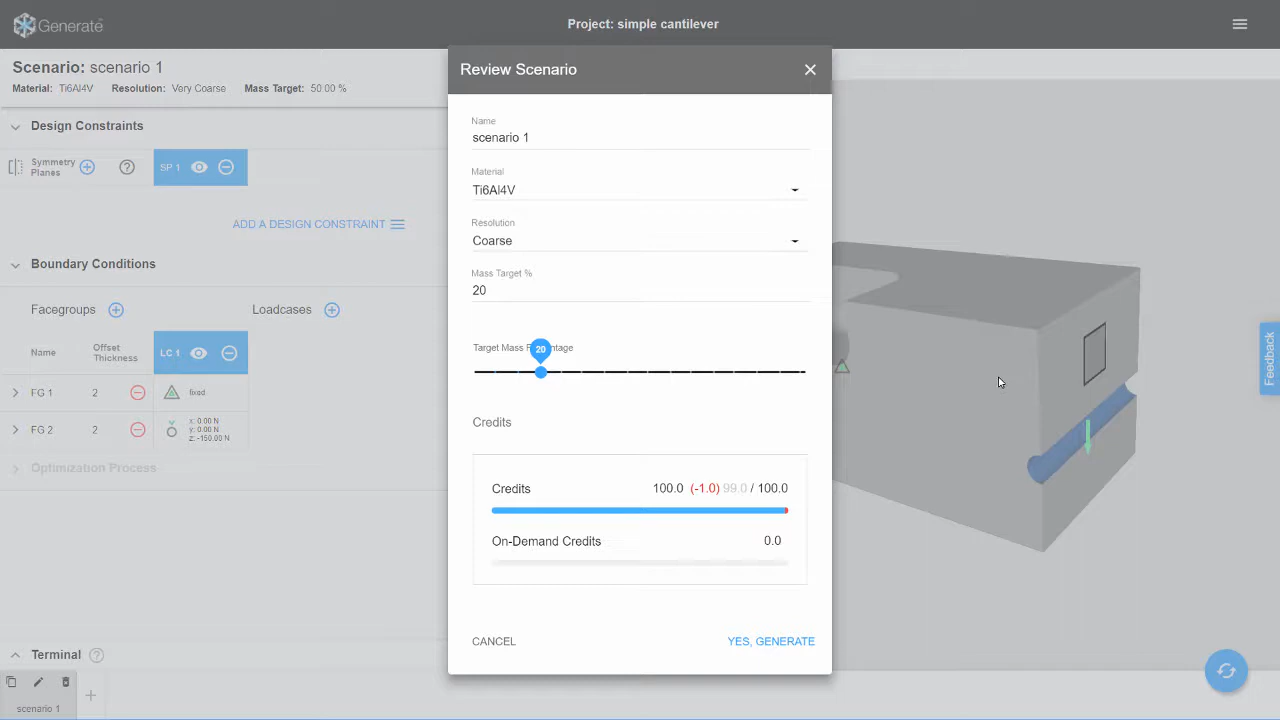 Generate
Project: simple cantilever
Scenario: scenario 1
Material: Ti6Al4V Resolution: Very Coarse Mass Target: 50.00 %
Design Constraints
Symmetry Planes
SP 1
ADD A DESIGN CONSTRAINT
Boundary Conditions
Facegroups
Loadcases
Name
Offset Thickness
LC 1
FG 1 2 fixed
FG 2 2
x: 0.00 N
y: 0.00 N
z: -150.00 N
Optimization Process
Terminal
scenario 1
Review Scenario
Name
scenario 1
Material
Ti6Al4V
Resolution
Coarse
Mass Target %
20
20
Credits
Credits 100.0 (-1.0) 99.0 / 100.0
On-Demand Credits 0.0
CANCEL YES, GENERATE
Feedback